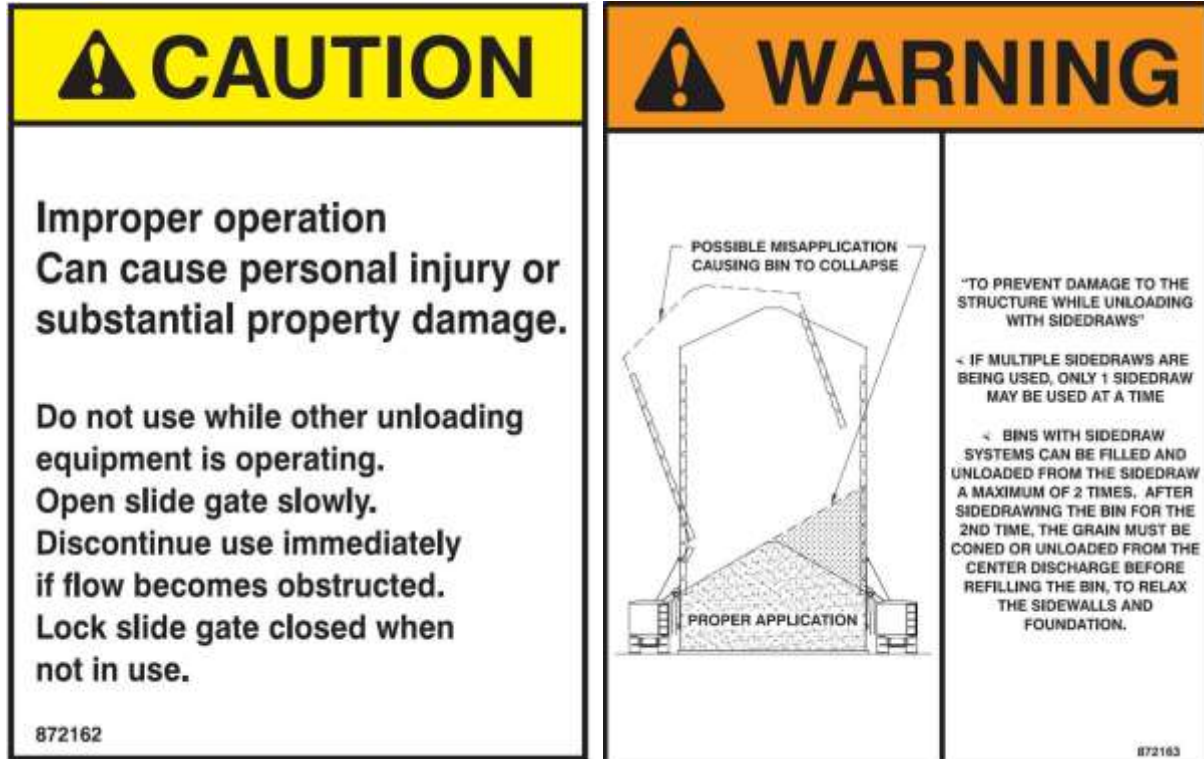 CAUTION
Improper operation
Can cause personal injury or
substantial property damage.
Do not use while other unloading
equipment is operating.
Open slide gate slowly.
Discontinue use immediately
if flow becomes obstructed.
Lock slide gate closed when
not in use.
872162
WARNING
POSSIBLE MISAPPLICATION
CAUSING BIN TO COLLAPSE
PROPER APPLICATION
"TO PREVENT DAMAGE TO THE
STRUCTURE WHILE UNLOADING
WITH SIDEDRAWS"
< IF MULTIPLE SIDEDRAWS ARE
BEING USED, ONLY 1 SIDEDRAW
MAY BE USED AT A TIME
< BINS WITH SIDEDRAW
SYSTEMS CAN BE FILLED AND
UNLOADED FROM THE SIDEDRAW
A MAXIMUM OF 2 TIMES. AFTER
SIDEDRAWING THE BIN FOR THE
2ND TIME, THE GRAIN MUST BE
CONED OR UNLOADED FROM THE
CENTER DISCHARGE BEFORE
REFILLING THE BIN, TO RELAX
THE SIDEWALLS AND
FOUNDATION.
872163